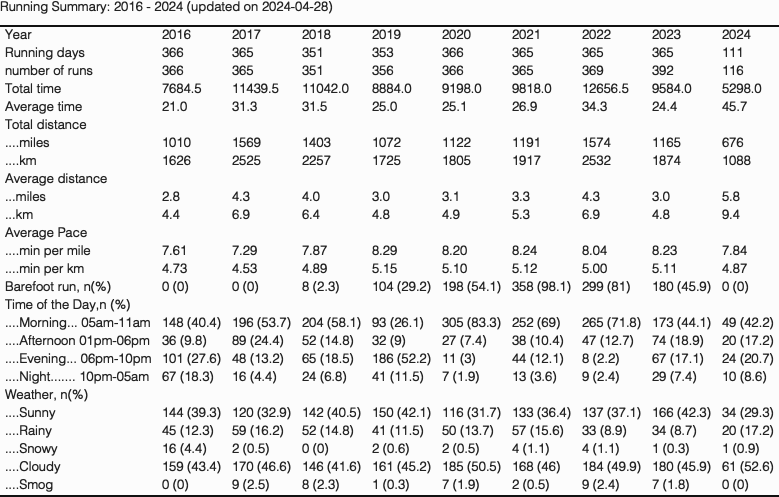 Running Summary: 2016 - 2024 (updated on 2024-04-28)
Year 2016 2017 2018 2019 2020 2021 2022 2023 2024
Running days 366 365 351 353 366 365 365 365 111
number of runs 366 365 351 356 366 365 369 392 116
Total time 7684.5 11439.5 11042.0 8884.0 9198.0 9818.0 12656.5 9584.0 5298.0
Average time 21.0 31.3 31.5 25.0 25.1 26.9 34.3 24.4 45.7
Total distance
....miles 1010 1569 1403 1072 1122 1191 1574 1165 676
....km 1626 2525 2257 1725 1805 1917 2532 1874 1088
Average distance
...miles 2.8 4.3 4.0 3.0 3.1 3.3 4.3 3.0 5.8
...km 4.4 6.9 6.4 4.8 4.9 5.3 6.9 4.8 9.4
Average Pace
....min per mile 7.61 7.29 7.87 8.29 8.20 8.24 8.04 8.23 7.84
....min per km 4.73 4.53 4.89 5.15 5.10 5.12 5.00 5.11 4.87
Barefoot run, n(%) 0 (0) 0 (0) 8 (2.3) 104 (29.2) 198 (54.1) 358 (98.1) 299 (81) 180 (45.9) 0 (0)
Time of the Day,n (%)
....Morning... 05am-11am 148 (40.4) 196 (53.7) 204 (58.1) 93 (26.1) 305 (83.3) 252 (69) 265 (71.8) 173 (44.1) 49 (42.2)
....Afternoon 01pm-06pm 36 (9.8) 89 (24.4) 52 (14.8) 32 (9) 27 (7.4) 38 (10.4) 47 (12.7) 74 (18.9) 20 (17.2)
....Evening... 06pm-10pm 101 (27.6) 48 (13.2) 65 (18.5) 186 (52.2) 11 (3) 44 (12.1) 8 (2.2) 67 (17.1) 24 (20.7)
....Night....... 10pm-05am 67 (18.3) 16 (4.4) 24 (6.8) 41 (11.5) 7 (1.9) 13 (3.6) 9 (2.4) 29 (7.4) 10 (8.6)
Weather, n(%)
....Sunny 144 (39.3) 120 (32.9) 142 (40.5) 150 (42.1) 116 (31.7) 133 (36.4) 137 (37.1) 166 (42.3) 34 (29.3)
....Rainy 45 (12.3) 59 (16.2) 52 (14.8) 41 (11.5) 50 (13.7) 57 (15.6) 33 (8.9) 34 (8.7) 20 (17.2)
....Snowy 16 (4.4) 2 (0.5) 0 (0) 2 (0.6) 2 (0.5) 4 (1.1) 4 (1.1) 1 (0.3) 1 (0.9)
....Cloudy 159 (43.4) 170 (46.6) 146 (41.6) 161 (45.2) 185 (50.5) 168 (46) 184 (49.9) 180 (45.9) 61 (52.6)
....Smog 0 (0) 9 (2.5) 8 (2.3) 1 (0.3) 7 (1.9) 2 (0.5) 9 (2.4) 7 (1.8) 0 (0)